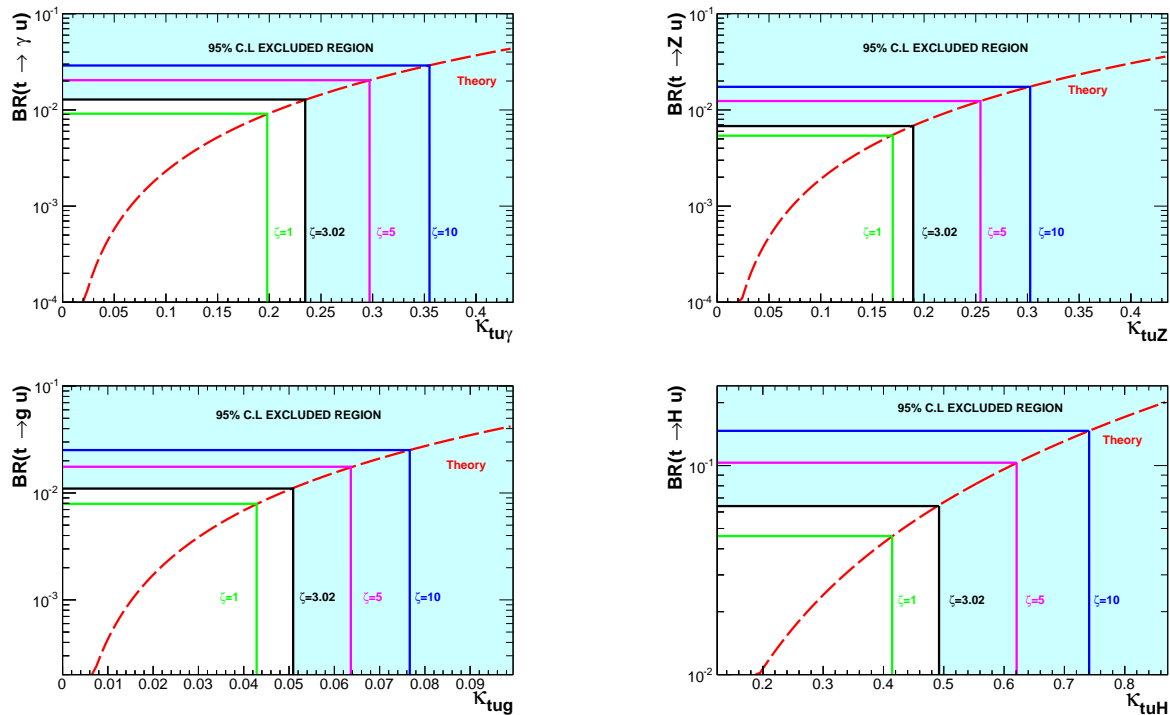 BR(t → γ u)
10⁻¹
10⁻²
10⁻³
10⁻⁴
95% C.L EXCLUDED REGION
Theory
ζ=1
ζ=3.02
ζ=5
ζ=10
0 0.05 0.1 0.15 0.2 0.25 0.3 0.35 0.4
κtuγ
BR(t →Z u)
10⁻¹
10⁻²
10⁻³
10⁻⁴
95% C.L EXCLUDED REGION
Theory
ζ=1
ζ=3.02
ζ=5
ζ=10
0 0.05 0.1 0.15 0.2 0.25 0.3 0.35 0.4
κtuZ
BR(t →g u)
10⁻¹
10⁻²
10⁻³
95% C.L EXCLUDED REGION
Theory
ζ=1
ζ=3.02
ζ=5
ζ=10
0 0.01 0.02 0.03 0.04 0.05 0.06 0.07 0.08 0.09
κtug
BR(t →H u)
10⁻¹
10⁻²
95% C.L EXCLUDED REGION
Theory
ζ=1
ζ=3.02
ζ=5
ζ=10
0.2 0.3 0.4 0.5 0.6 0.7 0.8
κtuH